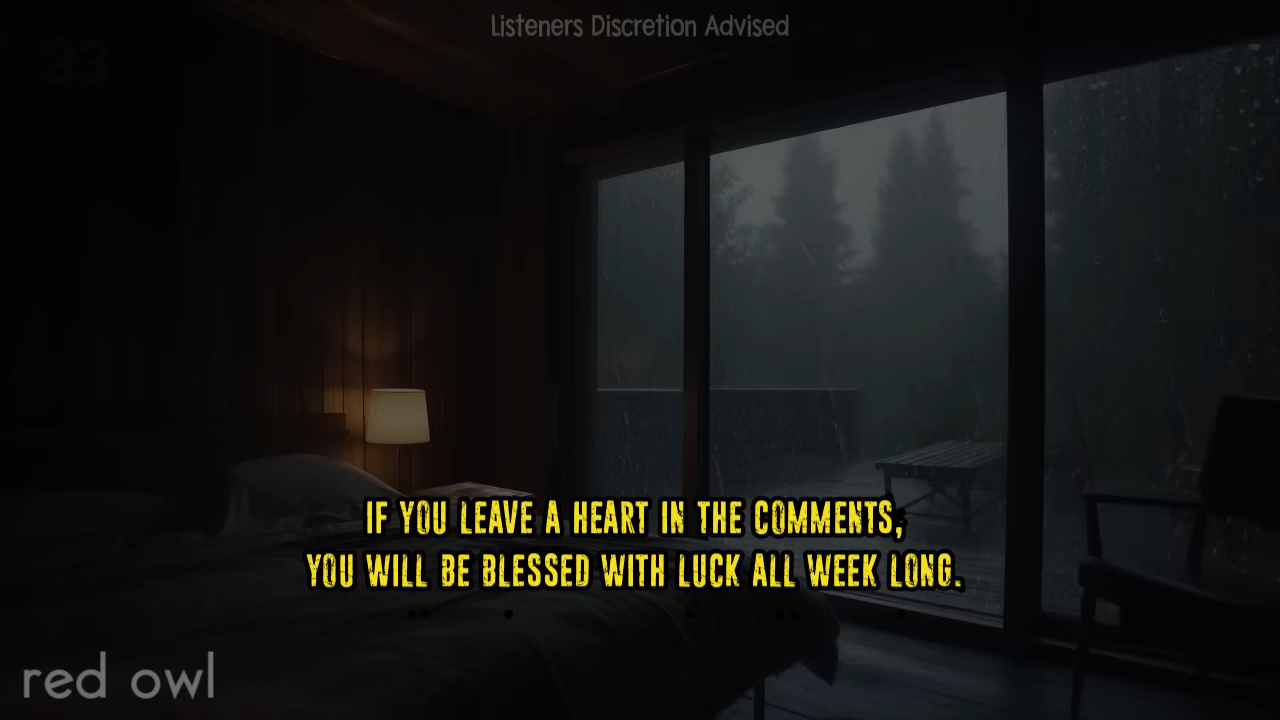 Listeners Discretion Advised
33
IF YOU LEAVE A HEART IN THE COMMENTS,
YOU WILL BE BLESSED WITH LUCK ALL WEEK LONG.
red owl